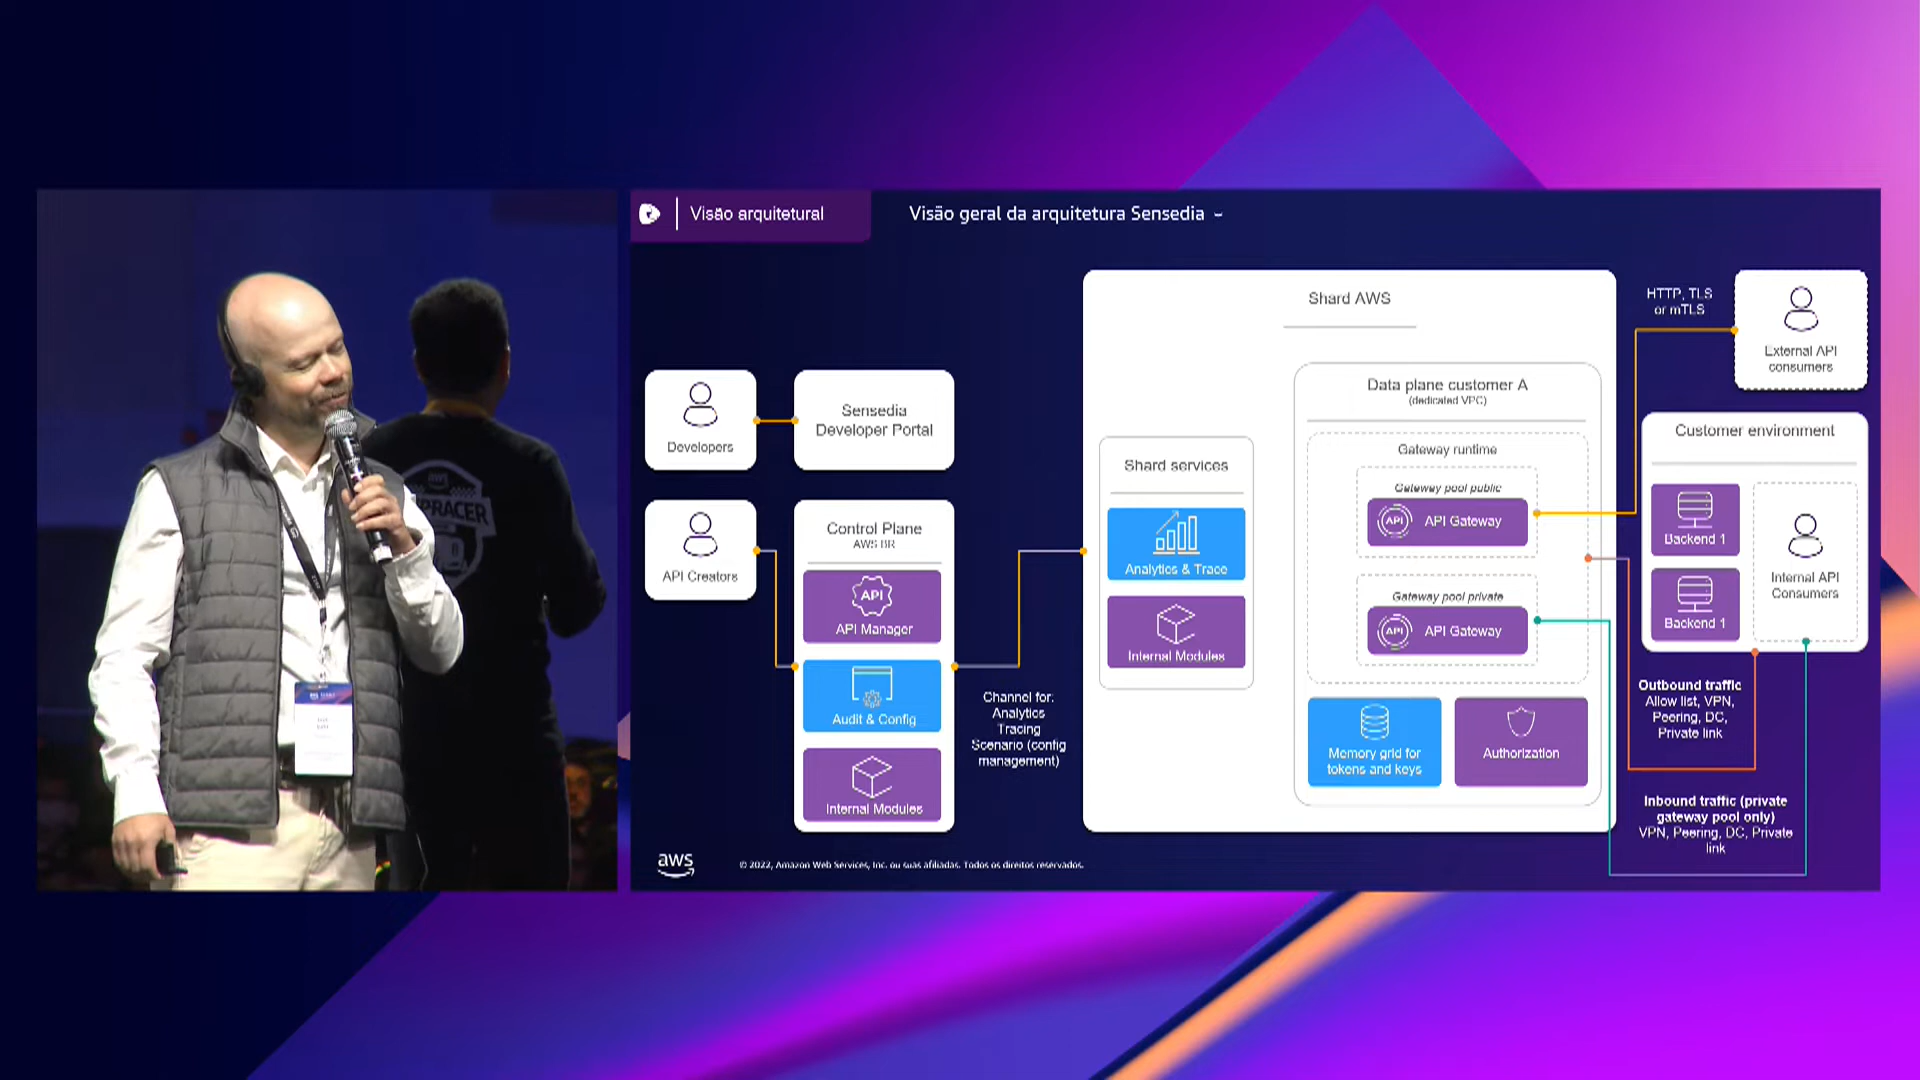 Visão arquitetural
Visão geral da arquitetura Sensedia –
Shard AWS
HTTP, TLS
or mTLS
External API
consumers
Developers
Sensedia
Developer Portal
Data plane customer A
(dedicated VPC)
Customer environment
Gateway runtime
Shard services
Gateway pool public
API
API Gateway
Backend 1
API Creators
Control Plane
AWS BR
Analytics & Trace
Internal API
Consumers
API
API Manager
Gateway pool private
API
API Gateway
Backend 1
Internal Modules
Audit & Config
Channel for:
Analytics
Tracing
Scenario (config
management)
Outbound traffic
Allow list, VPN,
Peering, DC,
Private link
Memory grid for
tokens and keys
Authorization
Internal Modules
Inbound traffic (private
gateway pool only)
VPN, Peering, DC, Private
link
aws
© 2022, Amazon Web Services, Inc. ou suas afiliadas. Todos os direitos reservados.
aws
PRACER